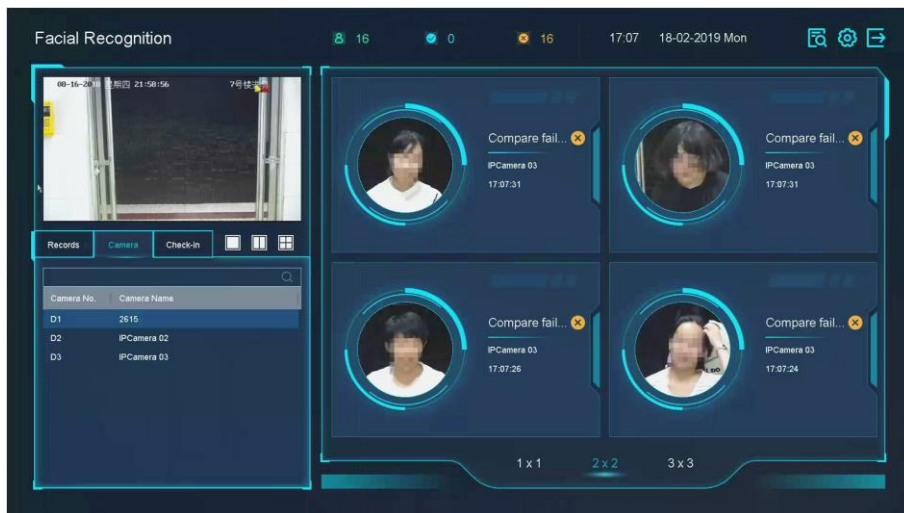 Facial Recognition
16
0
16
17:07
18-02-2019 Mon
21:58:56
7号楼
Records
Camera
Check-in
Camera No.
Camera Name
D1
2615
D2
IPCamera 02
D3
IPCamera 03
Compare fail...
IPCamera 03
17:07:31
Compare fail...
IPCamera 03
17:07:31
Compare fail...
IPCamera 03
17:07:26
Compare fail...
IPCamera 03
17:07:24
1 x 1
2 x 2
3 x 3